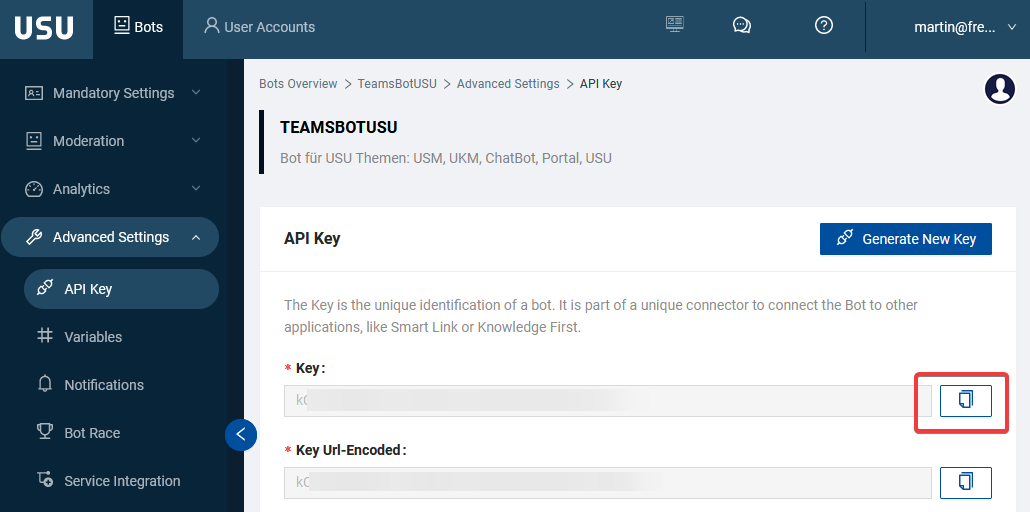 USU
Bots
User Accounts
martin@fre...
Mandatory Settings
Moderation
Analytics
Advanced Settings
API Key
Variables
Notifications
Bot Race
Service Integration
Bots Overview > TeamsBotUSU > Advanced Settings > API Key
TEAMSBOTUSU
Bot für USU Themen: USM, UKM, ChatBot, Portal, USU
API Key
Generate New Key
The Key is the unique identification of a bot. It is part of a unique connector to connect the Bot to other
applications, like Smart Link or Knowledge First.
* Key:
* Key Url-Encoded: